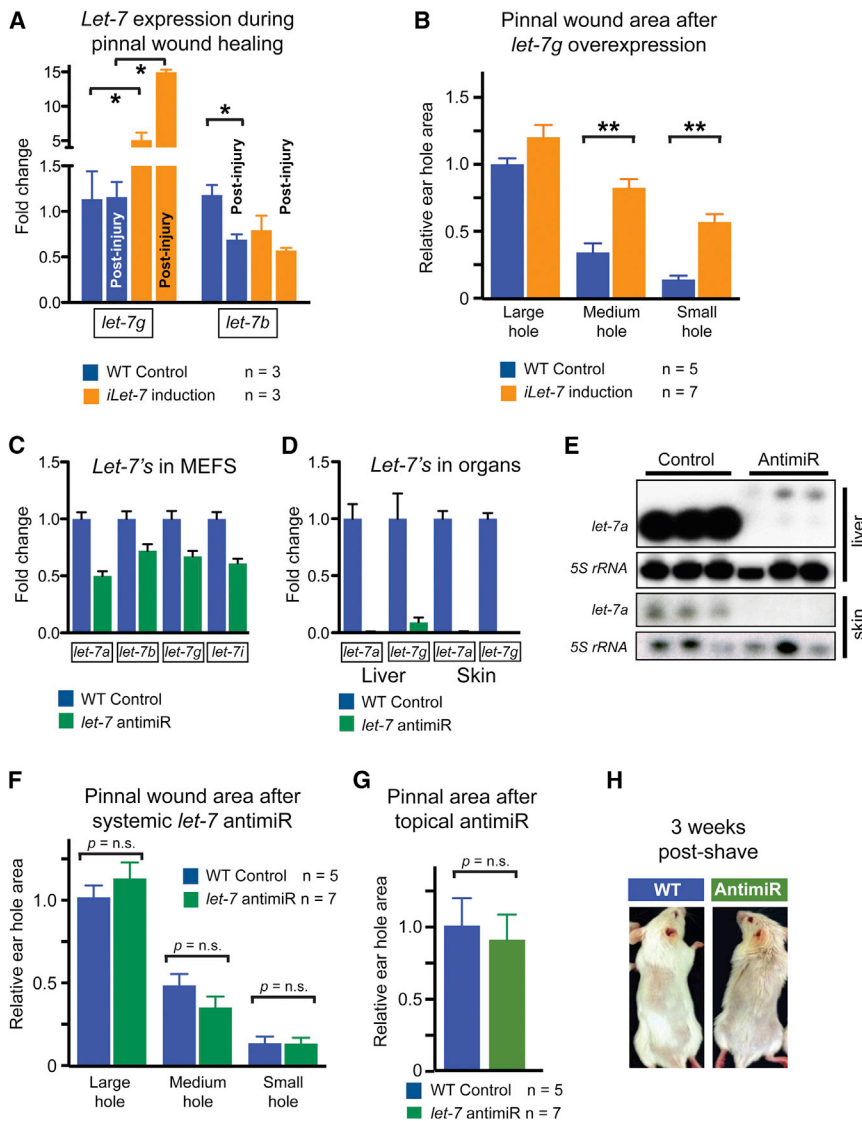 A
Let-7 expression during
pinnal wound healing
Fold change
15
10
5
1.0
0.5
0.0
*
*
*
Post-injury
Post-injury
Post-injury
Post-injury
let-7g
let-7b
WT Control n = 3
iLet-7 induction n = 3
B
Pinnal wound area after
let-7g overexpression
Relative ear hole area
1.5
1.0
0.5
0
**
**
Large hole
Medium hole
Small hole
WT Control n = 5
iLet-7 induction n = 7
C
Let-7's in MEFS
Fold change
1.5
1.0
0.5
0.0
let-7a let-7b let-7g let-7i
WT Control
let-7 antimiR
D
Let-7's in organs
Fold change
1.5
1.0
0.5
0.0
let-7a let-7g let-7a let-7g
Liver Skin
WT Control
let-7 antimiR
E
Control AntimiR
let-7a
5S rRNA
liver
let-7a
5S rRNA
skin
F
Pinnal wound area after
systemic let-7 antimiR
Relative ear hole area
1.0
0.5
0
p = n.s.
WT Control n = 5
let-7 antimiR n = 7
p = n.s.
p = n.s.
Large hole
Medium hole
Small hole
G
Pinnal area after
topical antimiR
Relative ear hole area
1.5
1.0
0.5
0
p = n.s.
WT Control n = 5
let-7 antimiR n = 7
H
3 weeks
post-shave
WT AntimiR